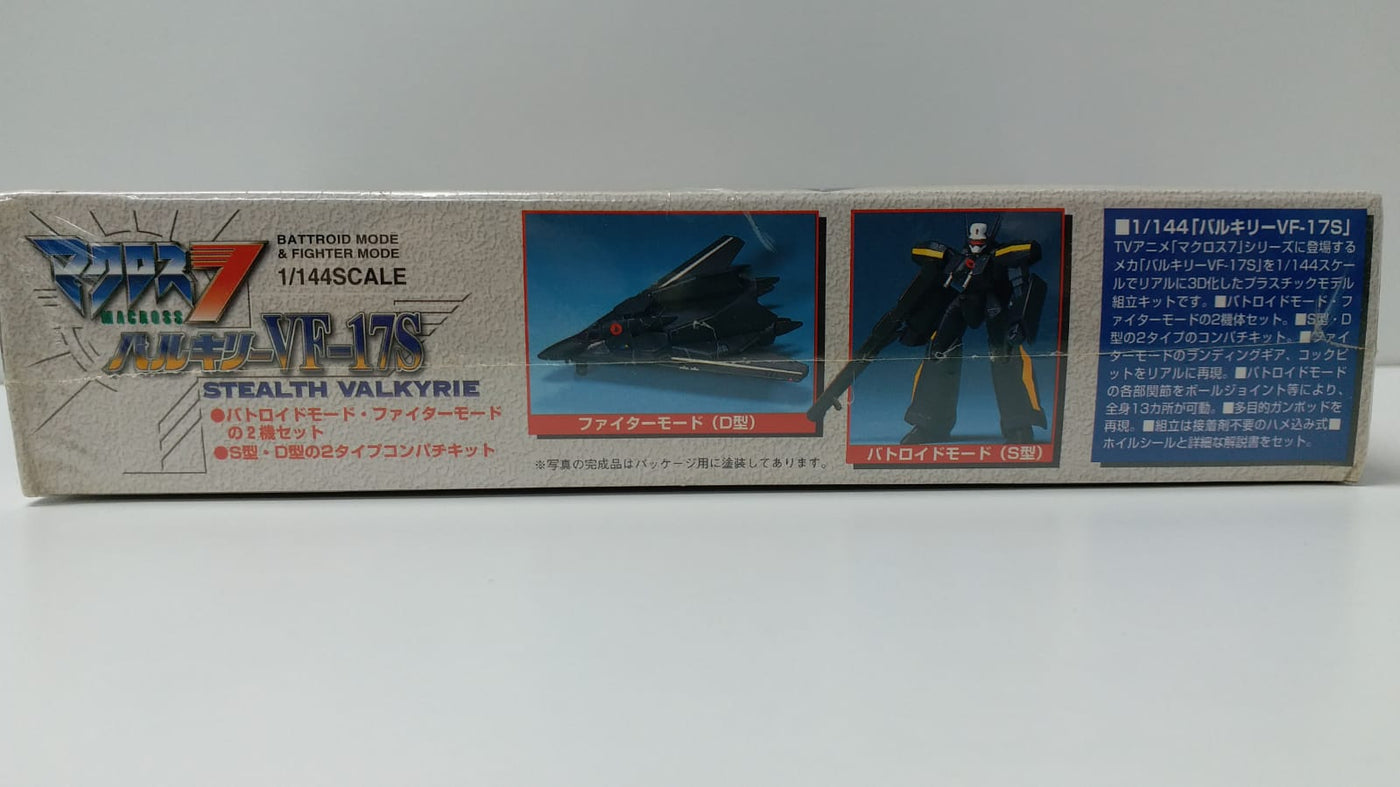 マクロス7
MACROSS
BATTROID MODE
& FIGHTER MODE
1/144SCALE
バルキリーVF-17S
STEALTH VALKYRIE
●バトロイドモード・ファイターモード
の2機セット
●S型・D型の2タイプコンパチキット
ファイターモード（D型）
※写真の完成品はパッケージ用に塗装してあります。
バトロイドモード（S型）
■1/144「バルキリーVF-17S」
TVアニメ「マクロス7」シリーズに登場する
メカ「バルキリーVF-17S」を1/144スケー
ルでリアルに3D化したプラスチックモデル
組立キットです。■バトロイドモード・フ
ァイターモードの2機体セット。■S型・D
型の2タイプのコンパチキット。■ファイ
ターモードのランディングギア、コックピ
ットをリアルに再現。■バトロイドモード
の各部関節をボールジョイント等により、
全身13カ所が可動。■多目的ガンポッドを
再現。■組立は接着剤不要のハメ込み式■
ホイルシールと詳細な解説書をセット。